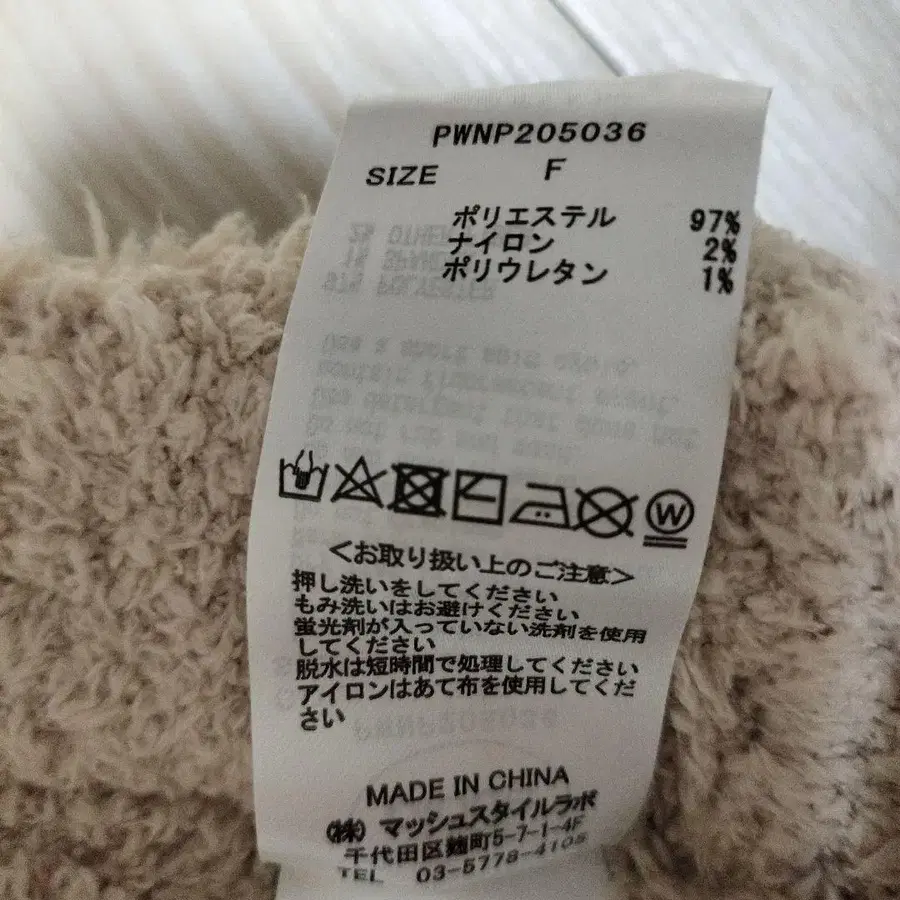 PWNP205036
SIZE F
ポリエステル 97%
ナイロン 2%
ポリウレタン 1%
W
<お取り扱い上のご注意>
押し洗いをしてください
もみ洗いはお避けください
蛍光剤が入っていない洗剤を使用
してください
脱水は短時間で処理してください
アイロンはあて布を使用してくだ
さい
MADE IN CHINA
(株) マッシュスタイルラボ
千代田区麹町5-7-1-4F
TEL 03-5778-4105